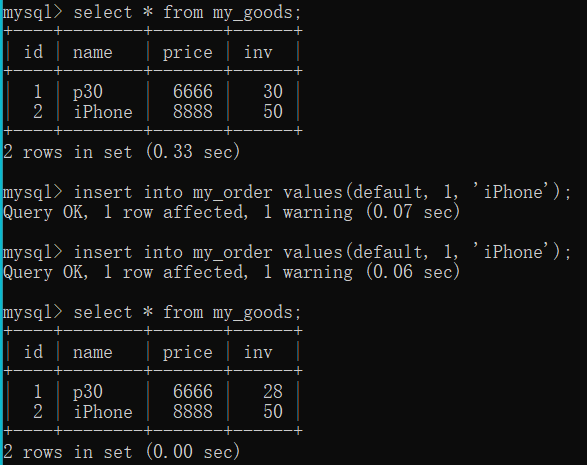 mysql> select * from my_goods;
+----+--------+-------+------+
| id | name   | price | inv  |
+----+--------+-------+------+
|  1 | p30    |  6666 |   30 |
|  2 | iPhone |  8888 |   50 |
+----+--------+-------+------+
2 rows in set (0.33 sec)
mysql> insert into my_order values(default, 1, 'iPhone');
Query OK, 1 row affected, 1 warning (0.07 sec)
mysql> insert into my_order values(default, 1, 'iPhone');
Query OK, 1 row affected, 1 warning (0.06 sec)
mysql> select * from my_goods;
+----+--------+-------+------+
| id | name   | price | inv  |
+----+--------+-------+------+
|  1 | p30    |  6666 |   28 |
|  2 | iPhone |  8888 |   50 |
+----+--------+-------+------+
2 rows in set (0.00 sec)